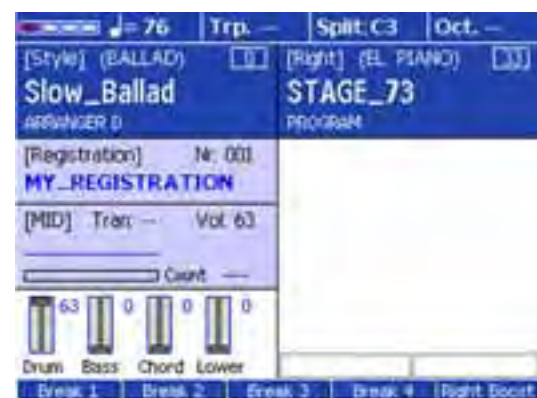 ♩= 76 Trp. -- Split: C3 Oct. --
[Style] (BALLAD) 0
Slow_Ballad
ARRANGER D
[Right] (EL PIANO) 33
STAGE_73
PROGRAM
[Registration] Nr: 001
MY_REGISTRATION
[MID] Tran: -- Vol: 63
Count ---
63 0 0 0
Drum Bass Chord Lower
Break 1 Break 2 Break 3 Break 4 Right Boost